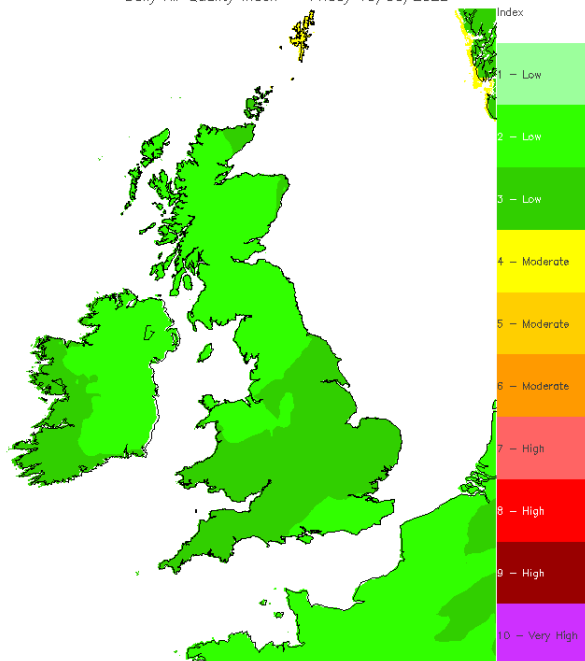 Index
1 - Low
2 - Low
3 - Low
4 - Moderate
5 - Moderate
6 - Moderate
7 - High
8 - High
9 - High
10 - Very High